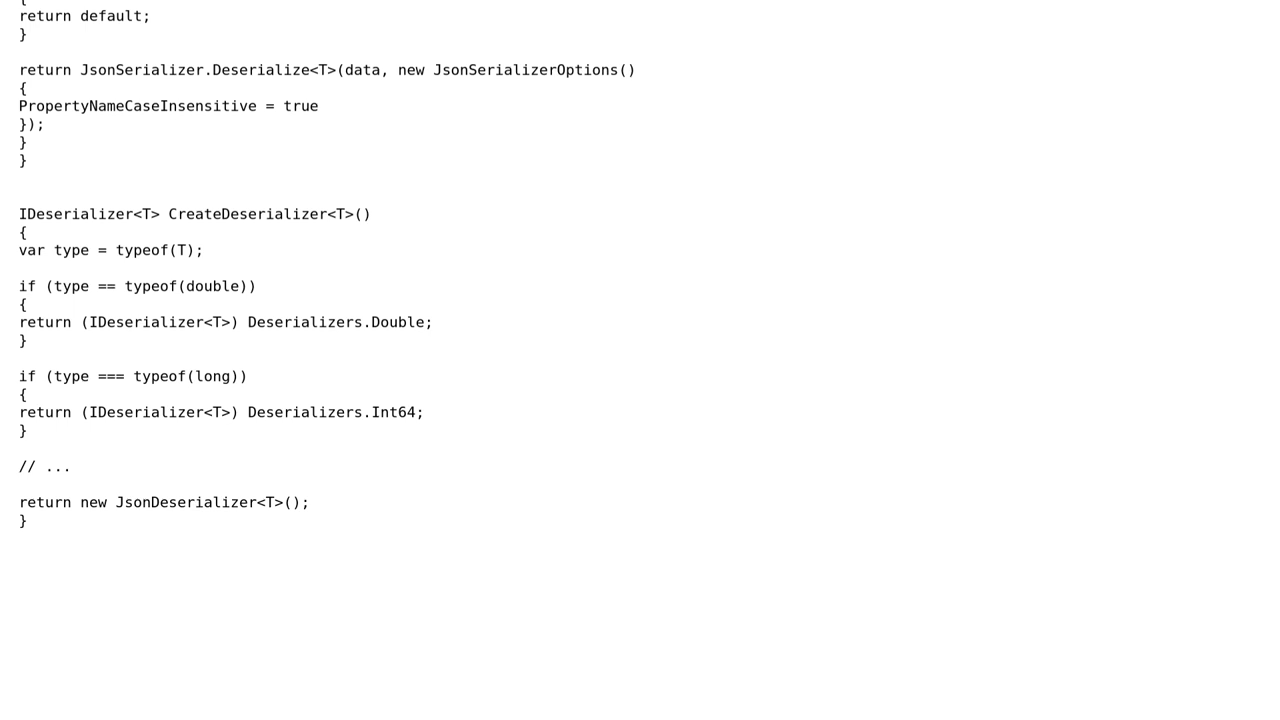 {
return default;
}
return JsonSerializer.Deserialize<T>(data, new JsonSerializerOptions()
{
PropertyNameCaseInsensitive = true
});
}
}
IDeserializer<T> CreateDeserializer<T>()
{
var type = typeof(T);
if (type == typeof(double))
{
return (IDeserializer<T>) Deserializers.Double;
}
if (type === typeof(long))
{
return (IDeserializer<T>) Deserializers.Int64;
}
// ...
return new JsonDeserializer<T>();
}